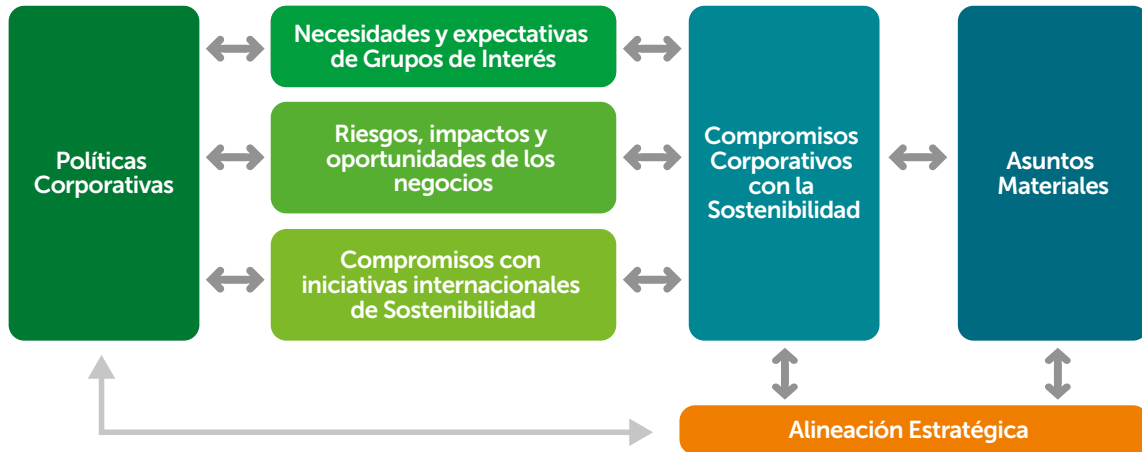 Políticas
Corporativas
Necesidades y expectativas
de Grupos de Interés
Riesgos, impactos y
oportunidades de los
negocios
Compromisos con
iniciativas internacionales
de Sostenibilidad
Compromisos
Corporativos
con la
Sostenibilidad
Asuntos
Materiales
Alineación Estratégica